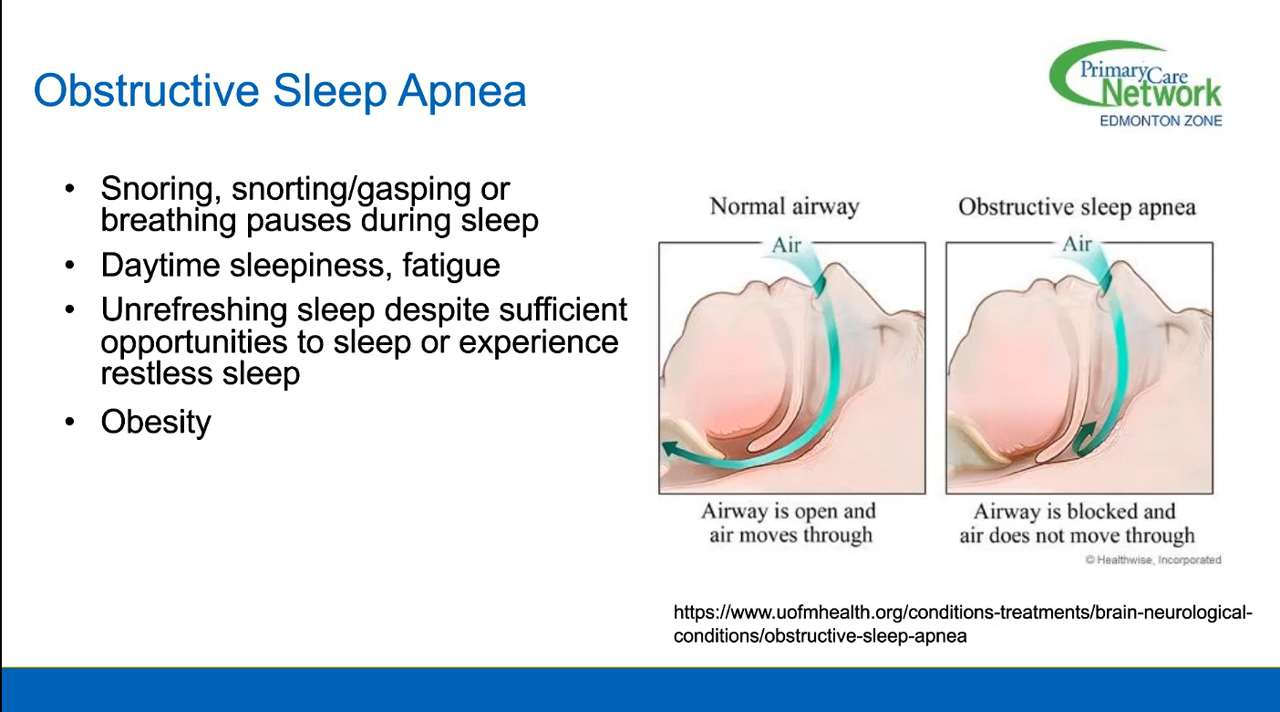 Obstructive Sleep Apnea
Primary Care
Network
EDMONTON ZONE
• Snoring, snorting/gasping or
breathing pauses during sleep
• Daytime sleepiness, fatigue
• Unrefreshing sleep despite sufficient
opportunities to sleep or experience
restless sleep
• Obesity
Normal airway
Air
Airway is open and
air moves through
Obstructive sleep apnea
Air
Airway is blocked and
air does not move through
© Healthwise, Incorporated
https://www.uofmhealth.org/conditions-treatments/brain-neurological-
conditions/obstructive-sleep-apnea